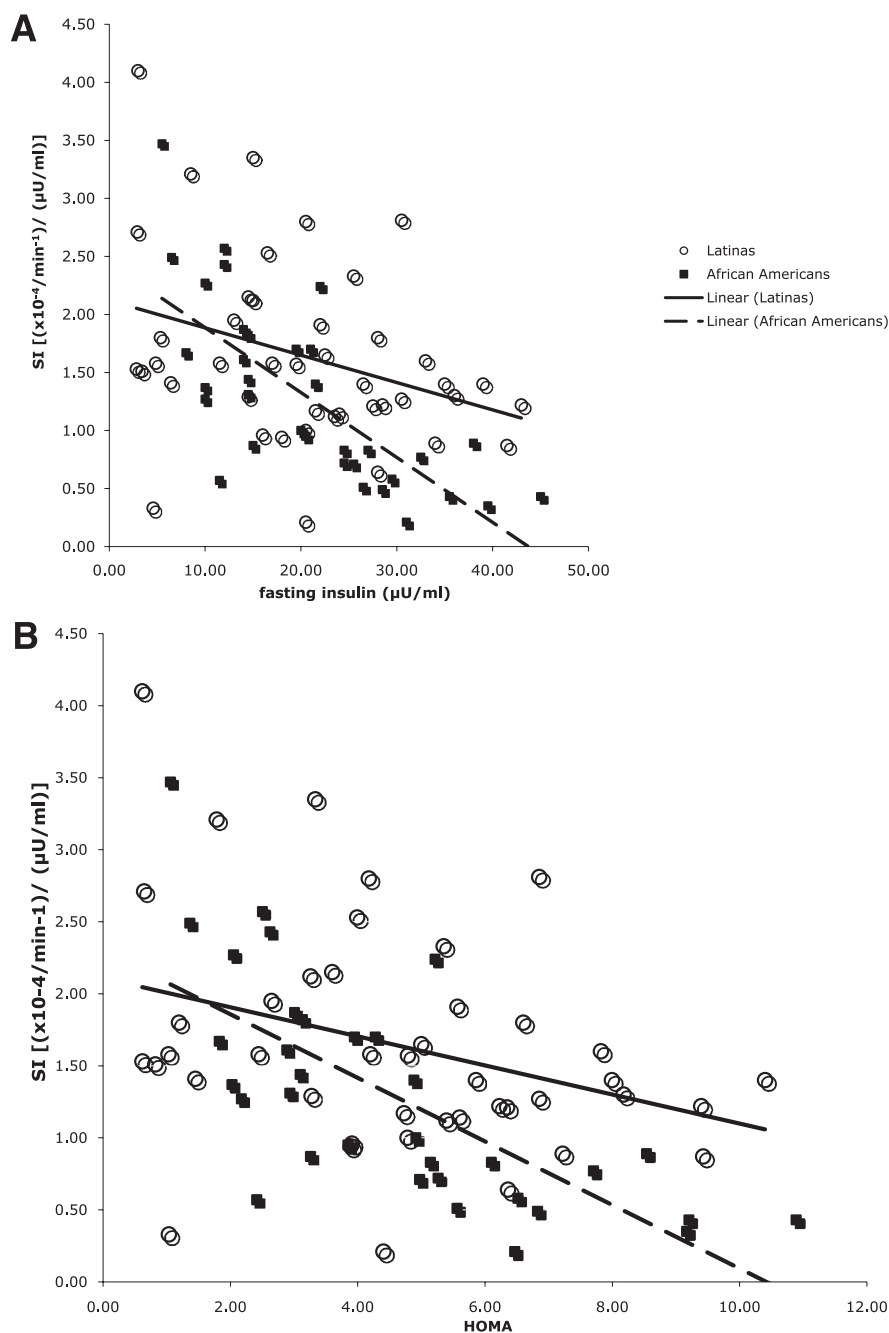 A
4.50
4.00
3.50
3.00
2.50
2.00
1.50
1.00
0.50
0.00
SI [(x10⁻⁴/min⁻¹)/ (µU/ml)]
0.00 10.00 20.00 30.00 40.00 50.00
fasting insulin (µU/ml)
Latinas
African Americans
Linear (Latinas)
Linear (African Americans)
B
4.50
4.00
3.50
3.00
2.50
2.00
1.50
1.00
0.50
0.00
SI [(x10-4/min-1)/ (µU/ml)]
0.00 2.00 4.00 6.00 8.00 10.00 12.00
HOMA